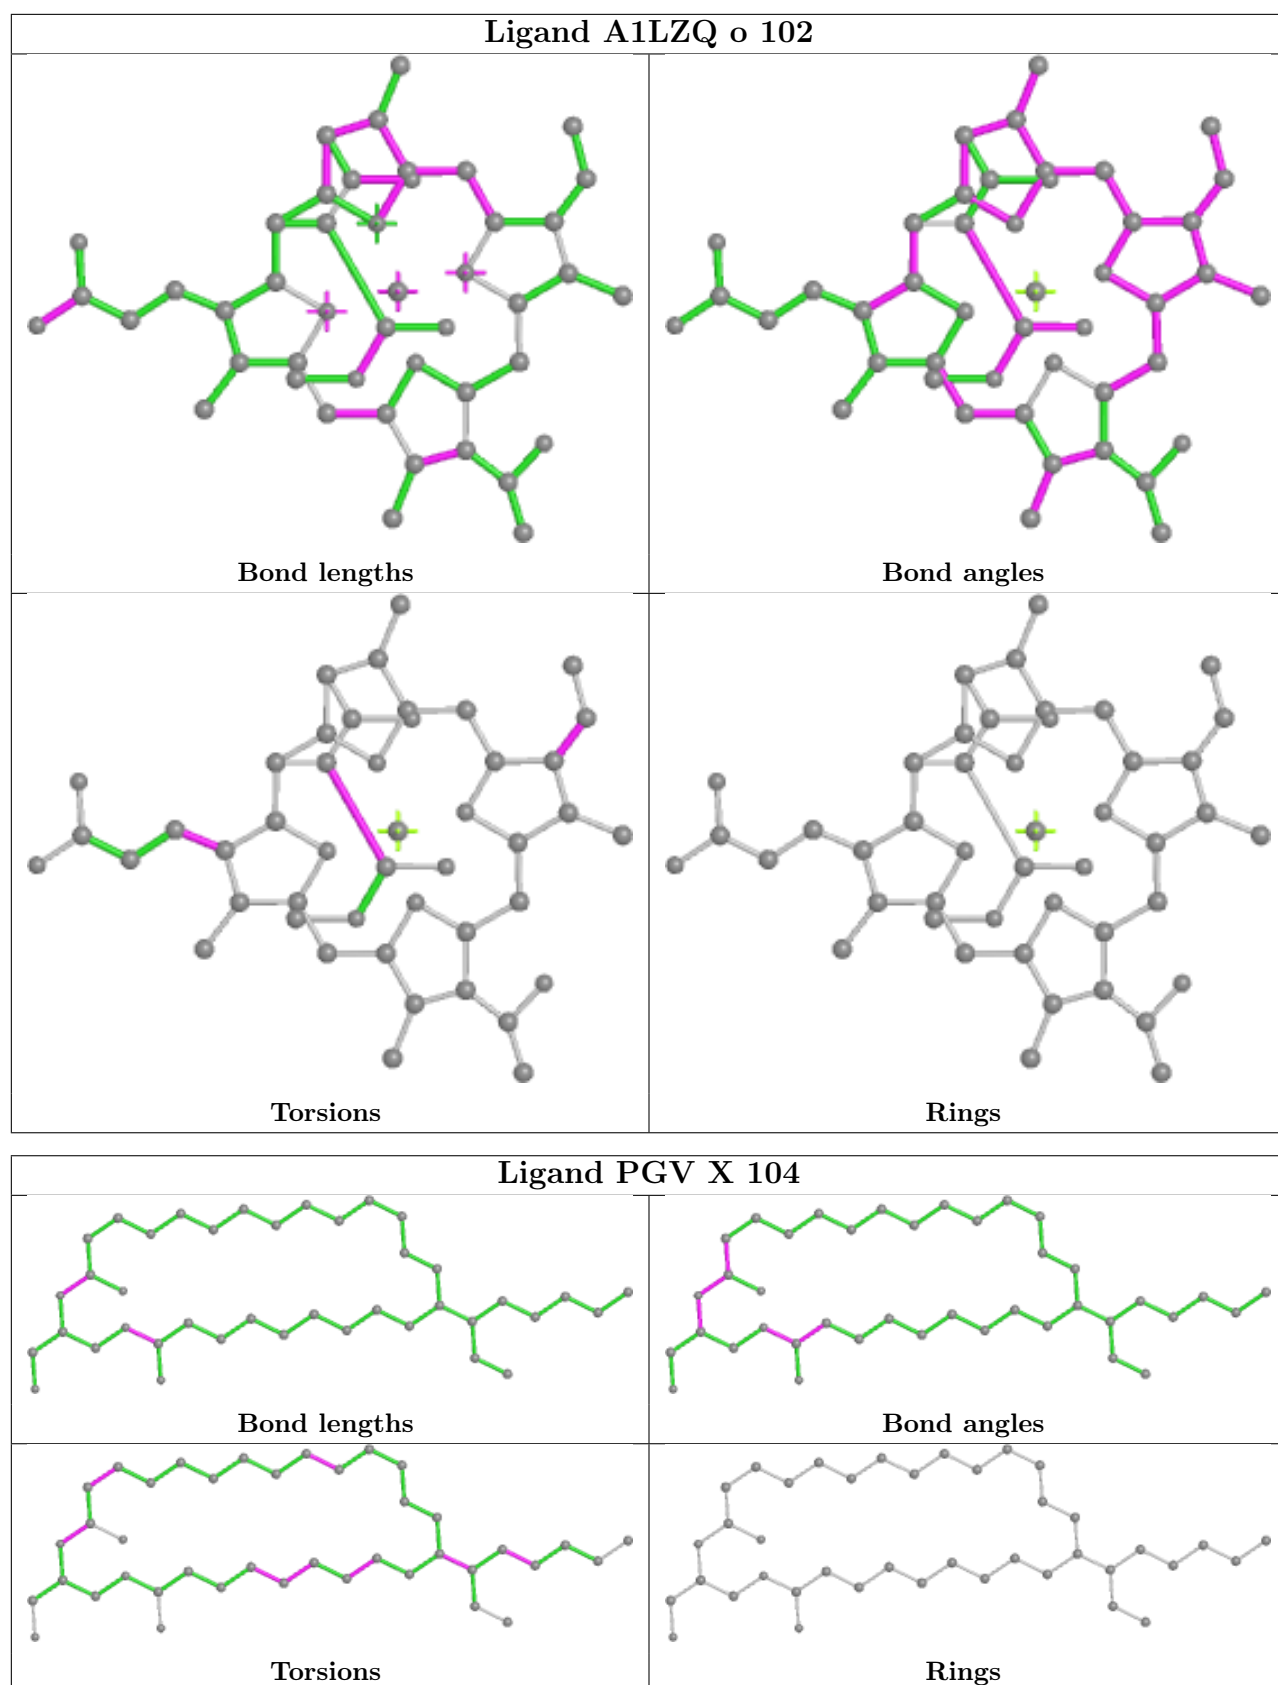 Ligand A1LZQ o 102
Bond lengths
Bond angles
Torsions
Rings
Ligand PGV X 104
Bond lengths
Bond angles
Torsions
Rings